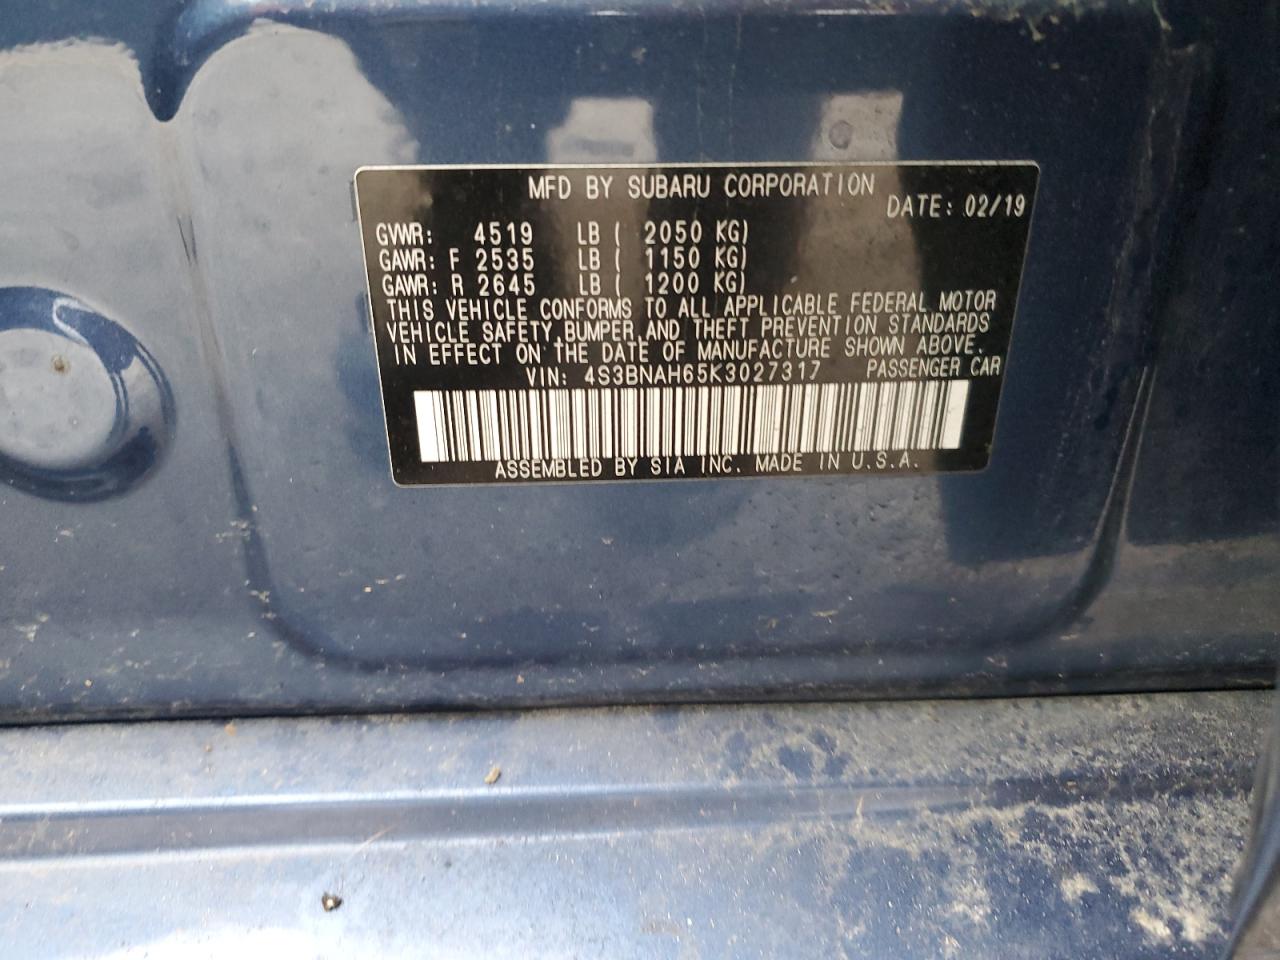 MFD BY SUBARU CORPORATION
DATE: 02/19
GVWR: 4519 LB ( 2050 KG)
GAWR: F 2535 LB ( 1150 KG)
GAWR: R 2645 LB ( 1200 KG)
THIS VEHICLE CONFORMS TO ALL APPLICABLE FEDERAL MOTOR
VEHICLE SAFETY,BUMPER,AND THEFT PREVENTION STANDARDS
IN EFFECT ON THE DATE OF MANUFACTURE SHOWN ABOVE.
VIN: 4S3BNAH65K3027317 PASSENGER CAR
ASSEMBLED BY SIA INC. MADE IN U.S.A.